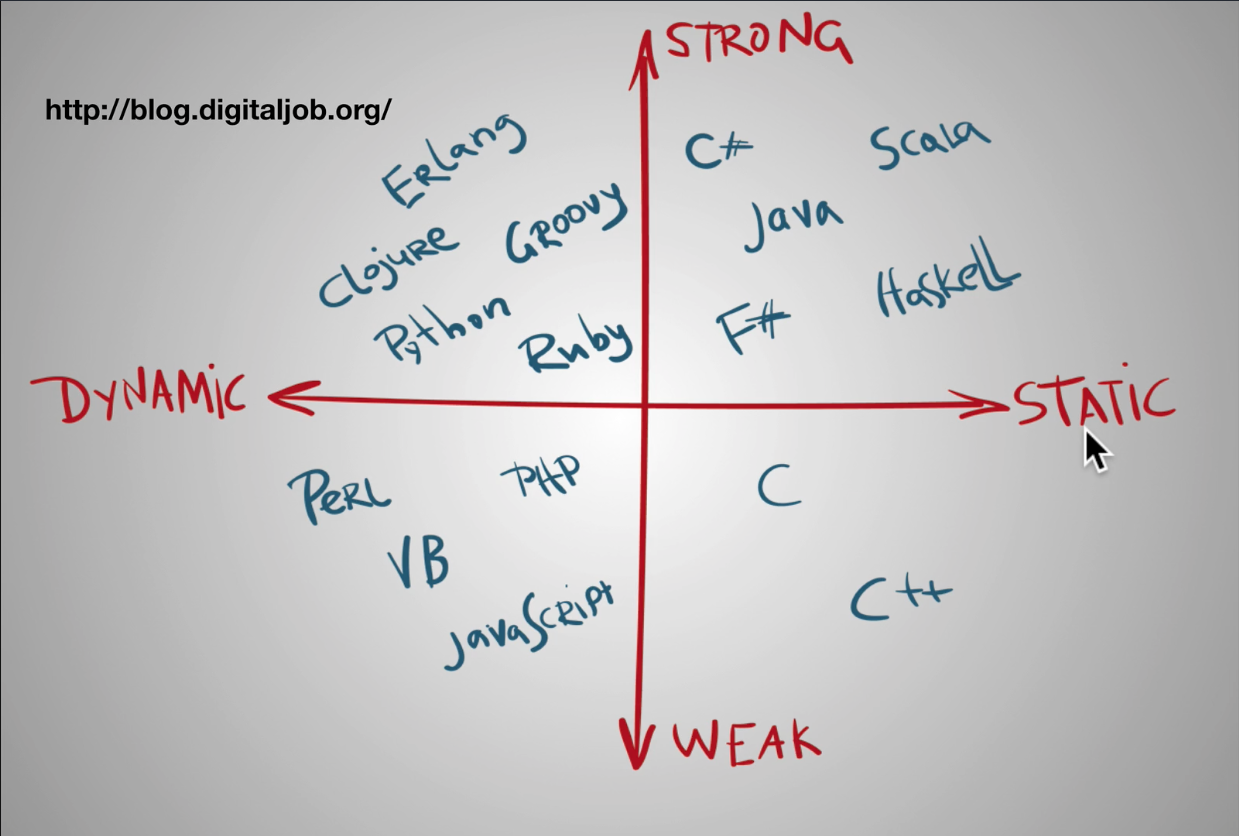 STRONG
http://blog.digitaljob.org/
Erlang
C#
Scala
Clojure
Groovy
Java
Python
Ruby
F#
Haskell
DYNAMIC
STATIC
Perl
PHP
C
VB
JavaScript
C++
WEAK